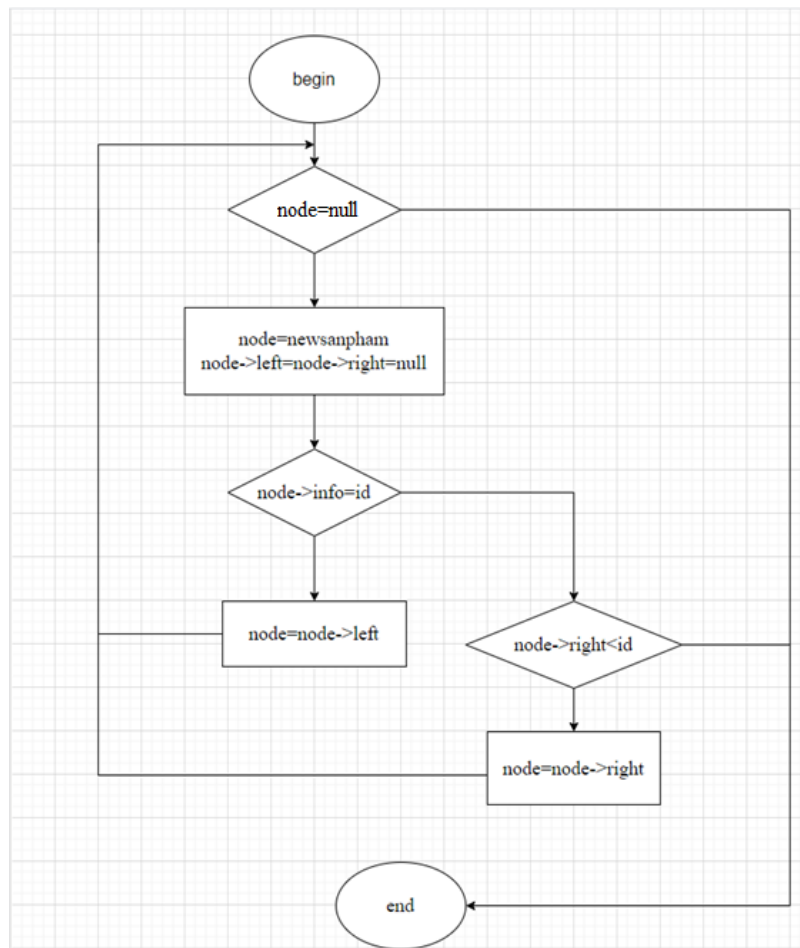 begin
node=null
node=newsanpham
node->left=node->right=null
node->info=id
node=node->left
node->right<id
node=node->right
end